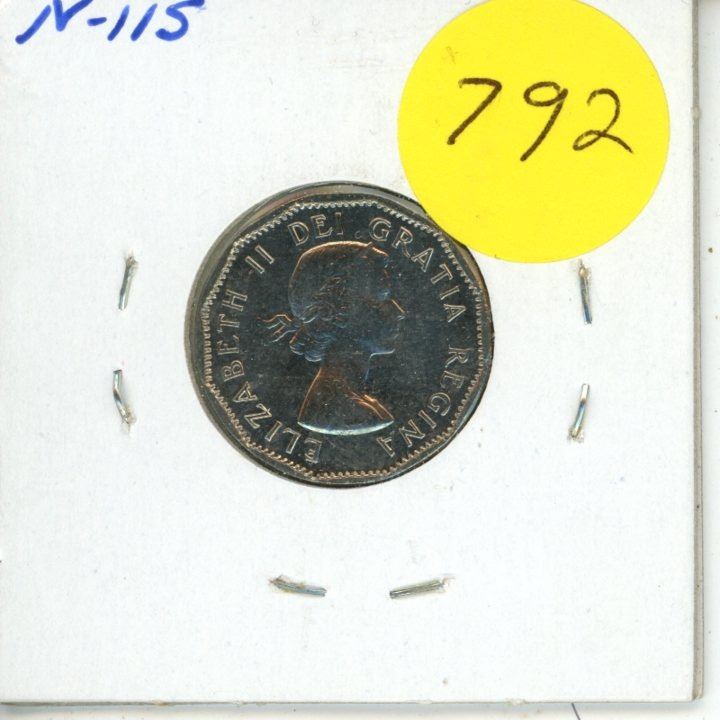 N-115
792
ELIZABETH II DEI GRATIA REGINA